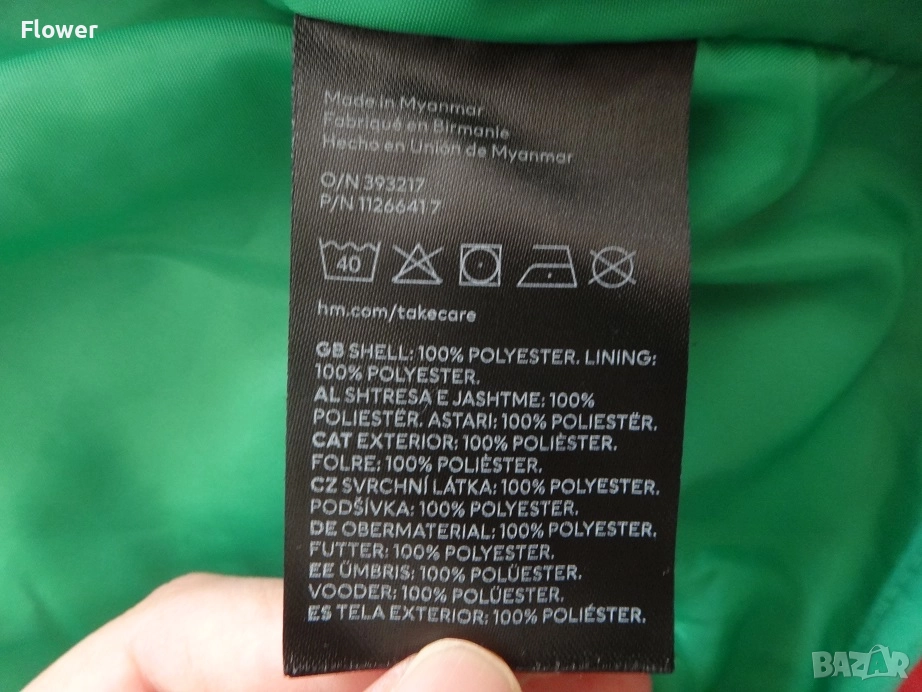 Flower
Made in Myanmar
Fabriqué en Birmanie
Hecho en Unión de Myanmar
O/N 393217
P/N 11266417
40
hm.com/takecare
GB SHELL: 100% POLYESTER. LINING:
100% POLYESTER.
AL SHTRESA E JASHTME: 100%
POLIESTËR. ASTARI: 100% POLIESTËR.
CAT EXTERIOR: 100% POLIÈSTER.
FOLRE: 100% POLIÈSTER.
CZ SVRCHNÍ LÁTKA: 100% POLYESTER.
PODŠÍVKA: 100% POLYESTER.
DE OBERMATERIAL: 100% POLYESTER.
FUTTER: 100% POLYESTER.
EE ÜMBRIS: 100% POLÜESTER.
VOODER: 100% POLÜESTER.
ES TELA EXTERIOR: 100% POLIÉSTER.
BAZAR